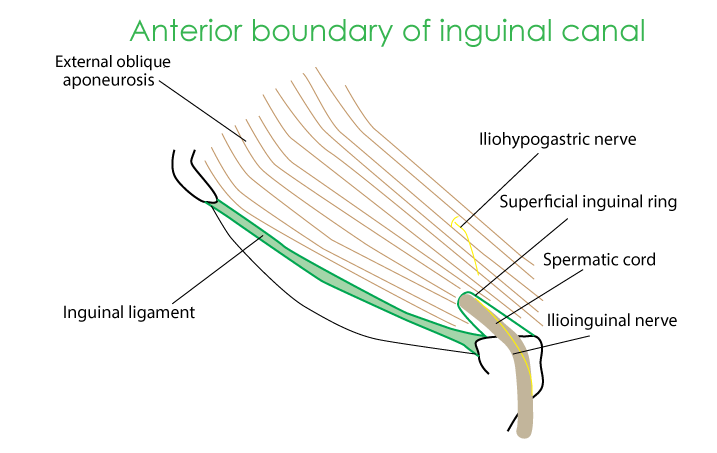 Anterior boundary of inguinal canal
External oblique
aponeurosis
Iliohypogastric nerve
Superficial inguinal ring
Spermatic cord
Inguinal ligament
Ilioinguinal nerve